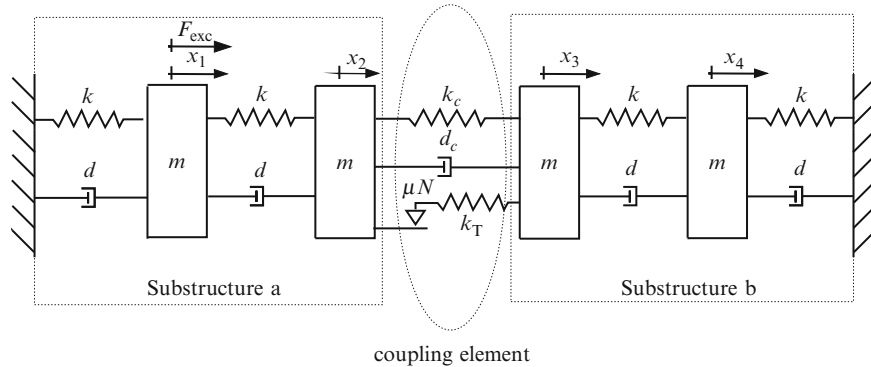 F_exc
x_1
x_2
x_3
x_4
k
k
k_c
k
k
d
d
d_c
d
d
m
m
m
m
μN
k_T
Substructure a
Substructure b
coupling element